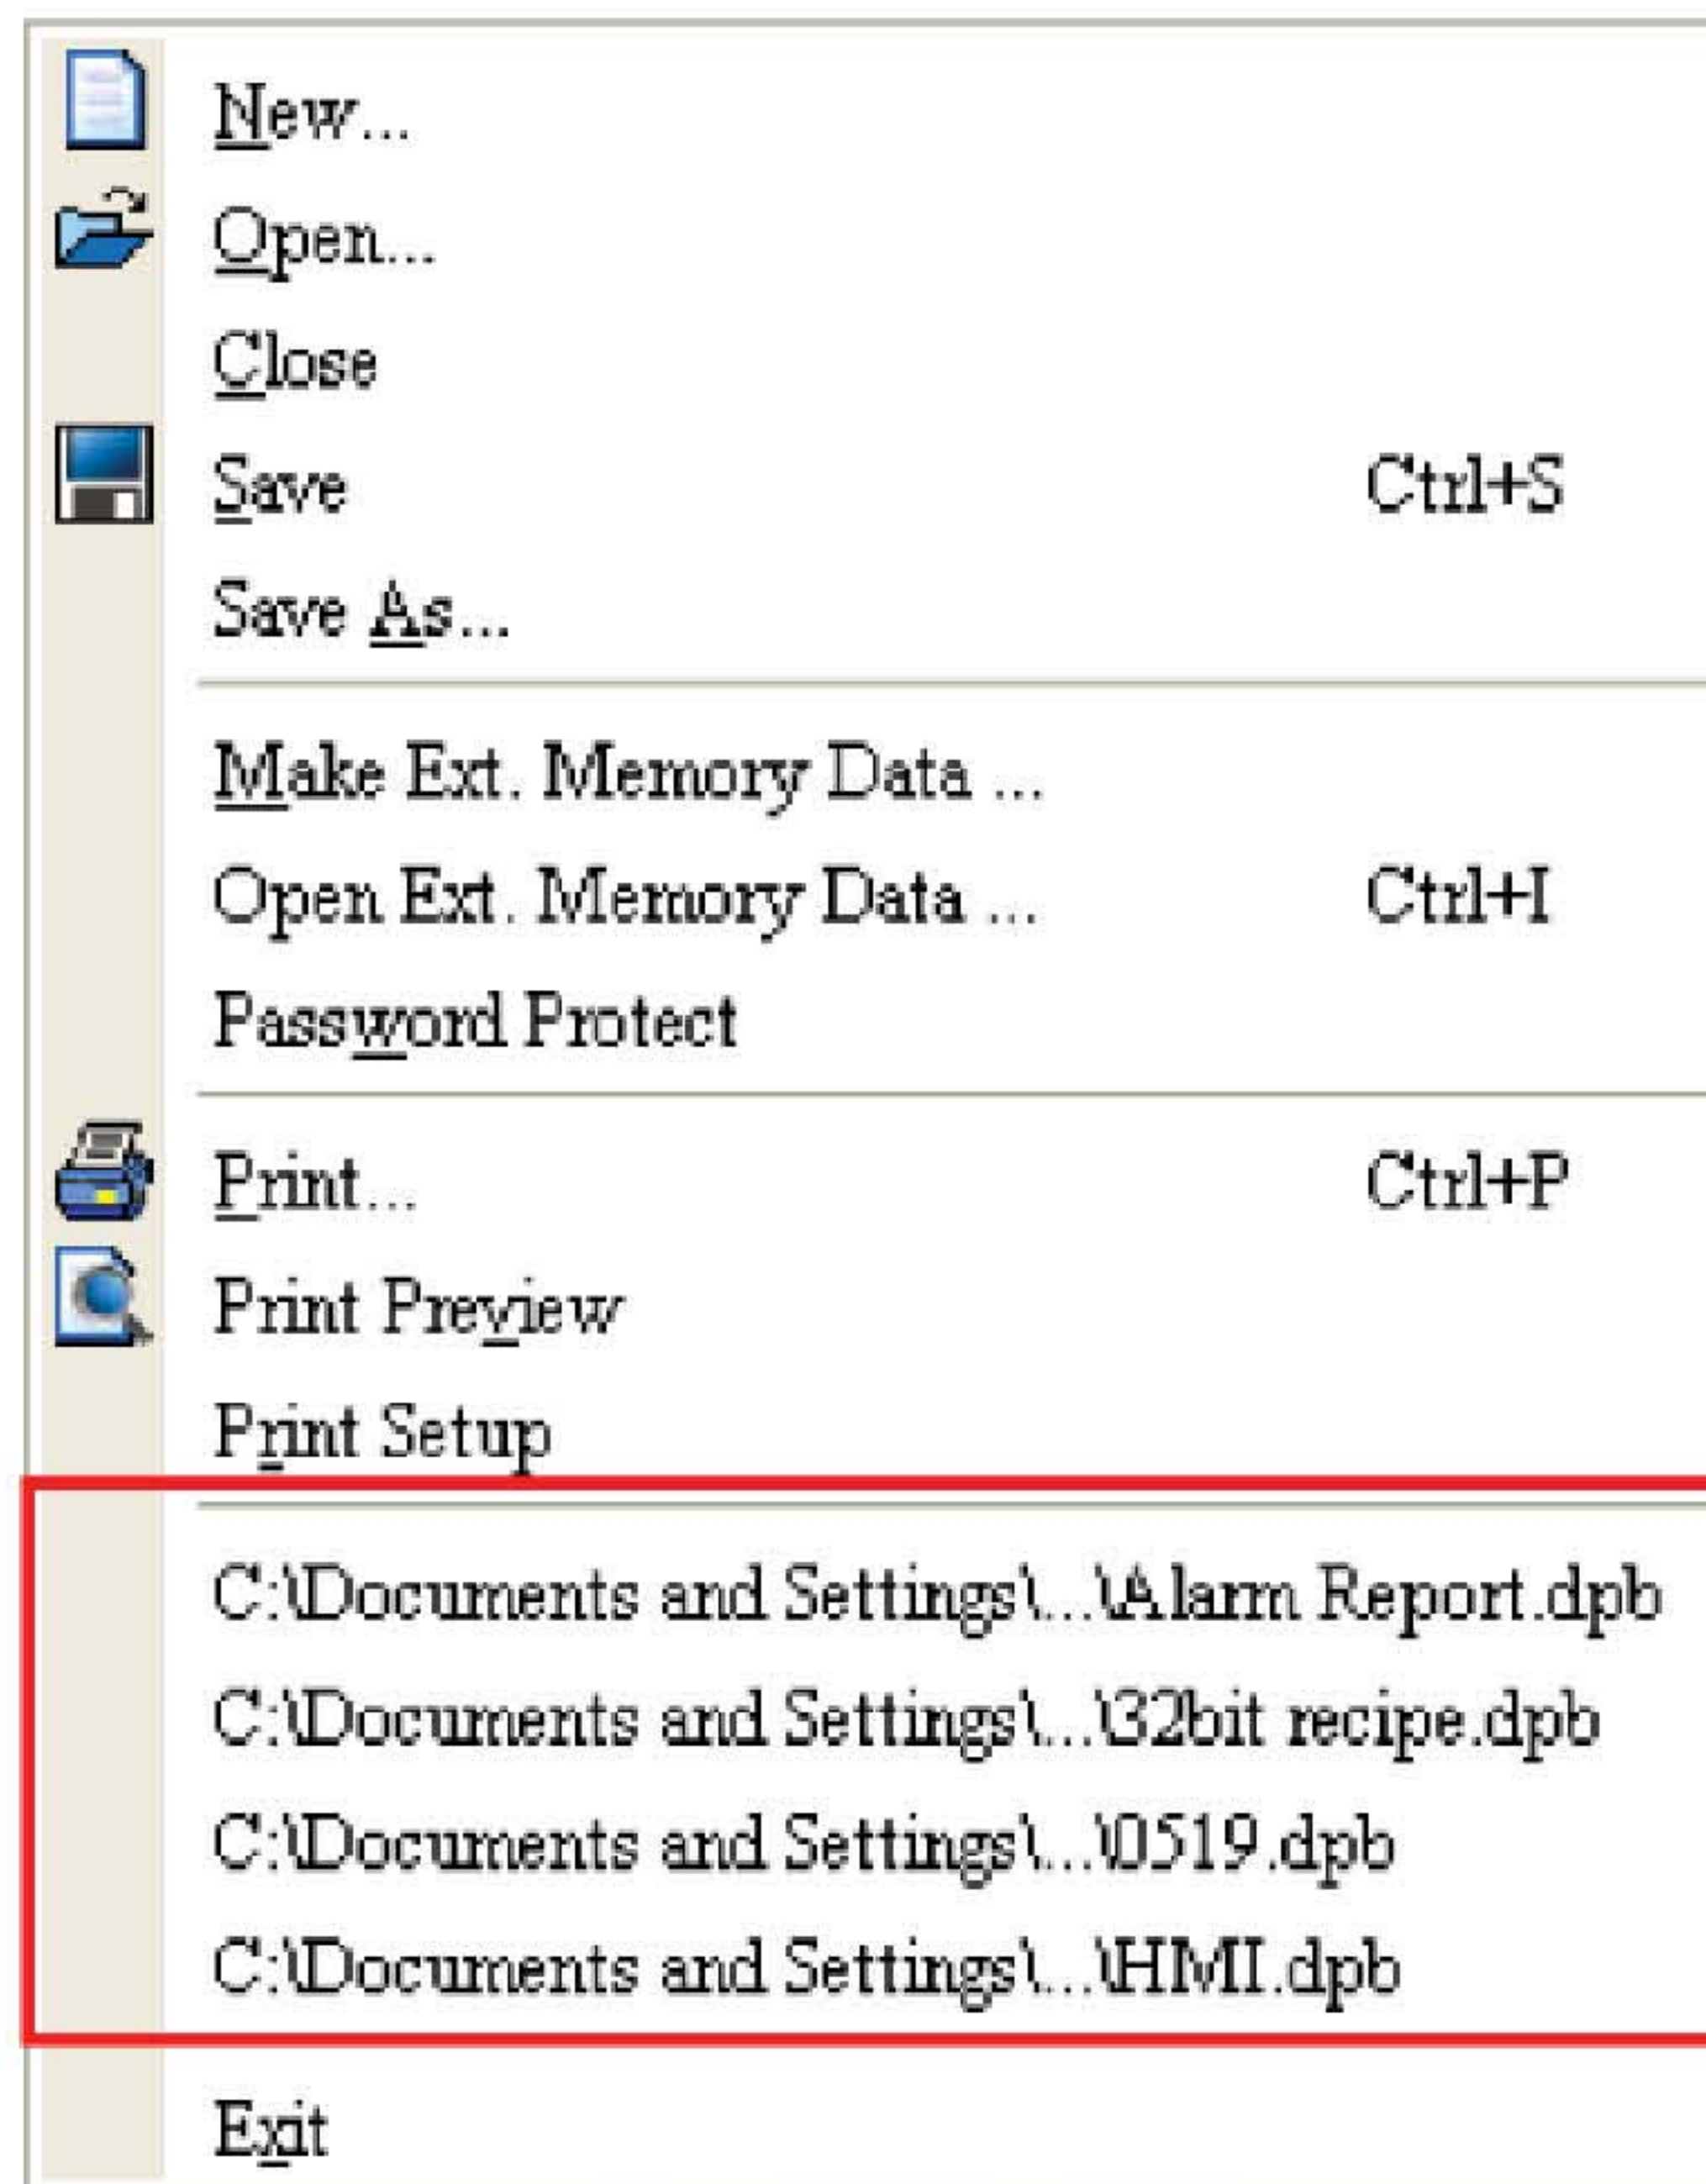 New...
Open...
Close
Save Ctrl+S
Save As...
Make Ext. Memory Data ...
Open Ext. Memory Data ... Ctrl+I
Password Protect
Print... Ctrl+P
Print Preview
Print Setup
C:\Documents and Settings\...\Alarm Report.dpb
C:\Documents and Settings\...\32bit recipe.dpb
C:\Documents and Settings\...\0519.dpb
C:\Documents and Settings\...\HMI.dpb
Exit